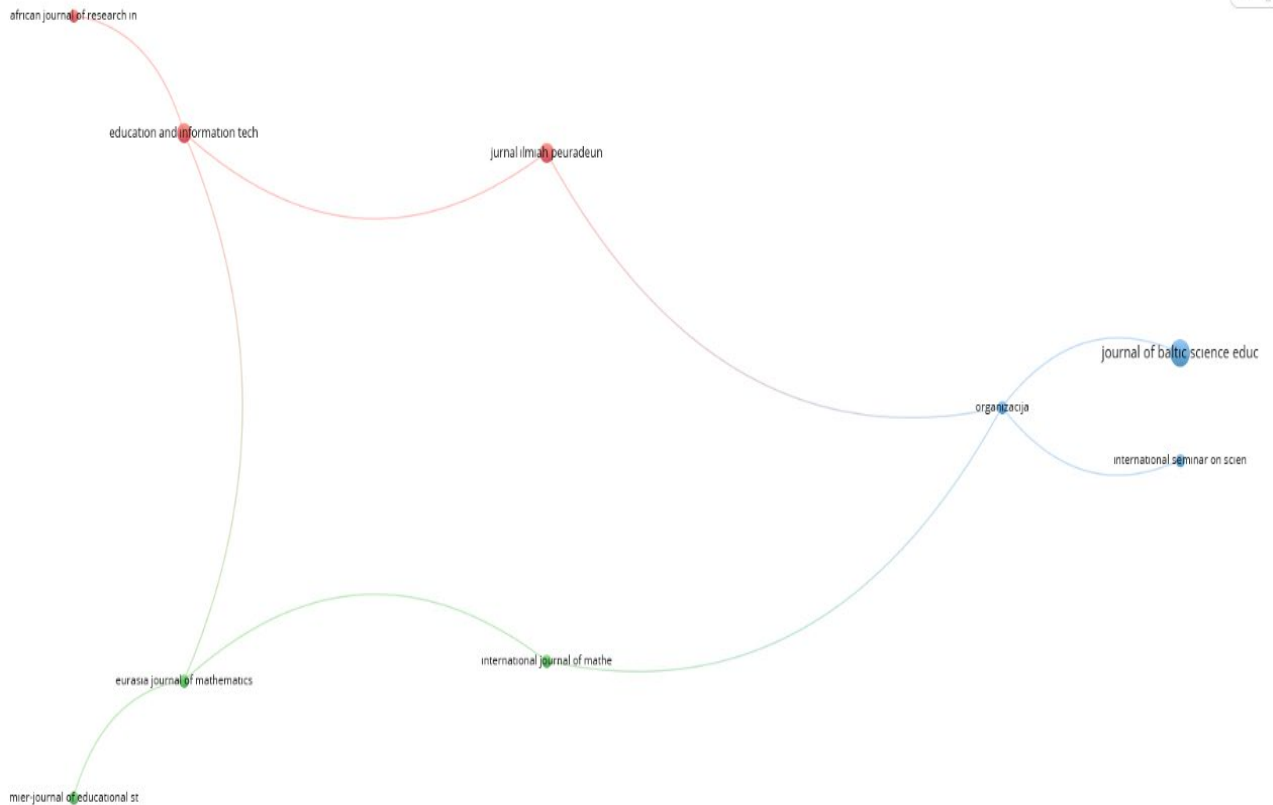 african journal of research in
education and information tech
jurnal ilmiah peuradeun
journal of baltic science educ
organizacija
international seminar on scien
international journal of mathe
eurasia journal of mathematics
mier-journal of educational st